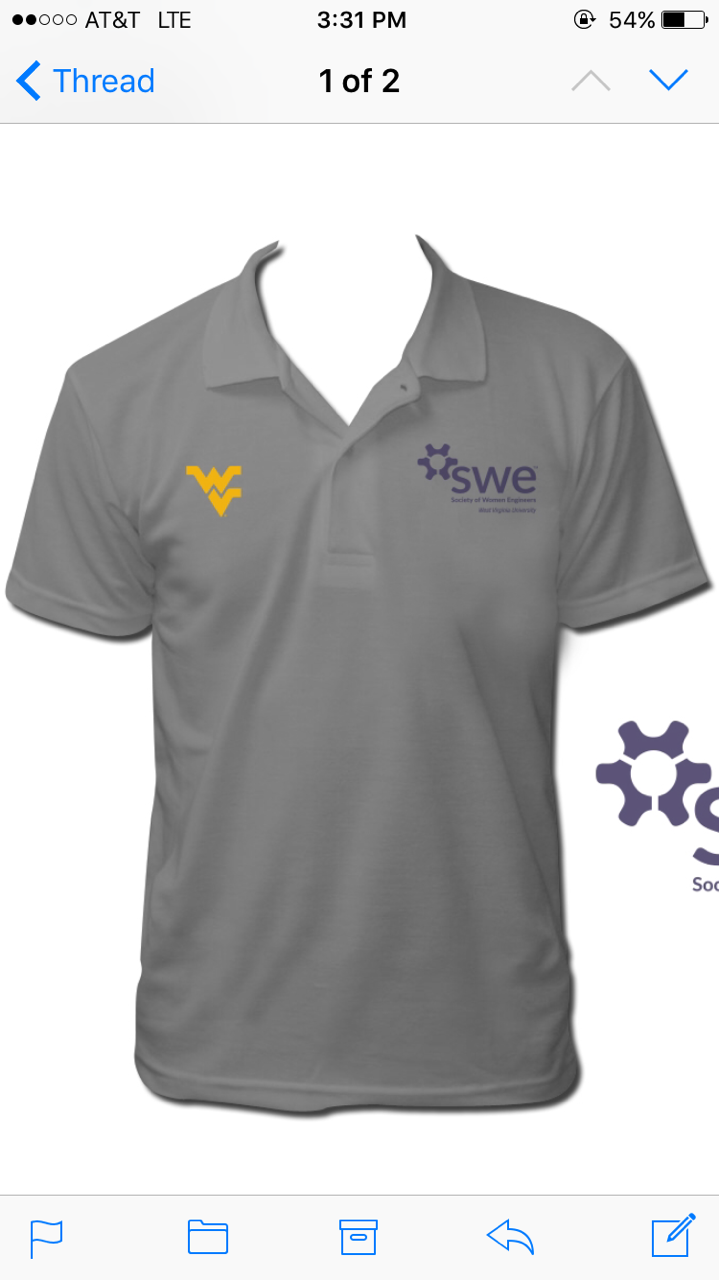 AT&T LTE 3:31 PM 54%
Thread 1 of 2
WV
swe
Society of Women Engineers
West Virginia University
S
Soc